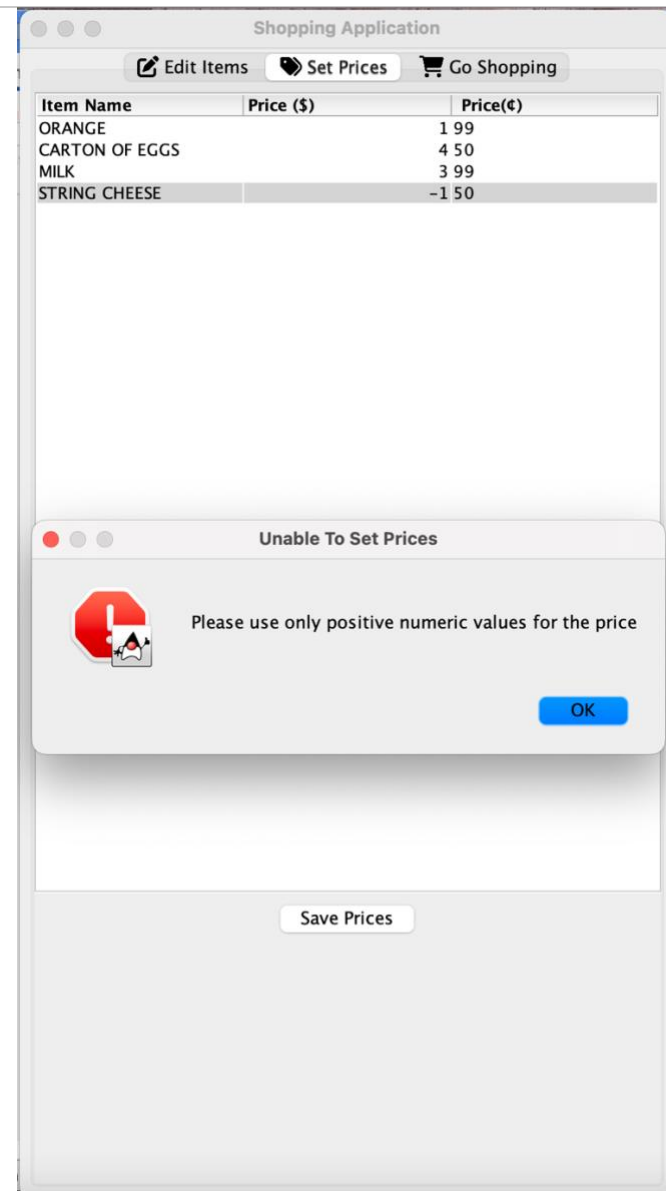 Shopping Application
Edit Items Set Prices Go Shopping
Item Name Price ($) Price(¢)
ORANGE 1 99
CARTON OF EGGS 4 50
MILK 3 99
STRING CHEESE -1 50
Unable To Set Prices
Please use only positive numeric values for the price
OK
Save Prices